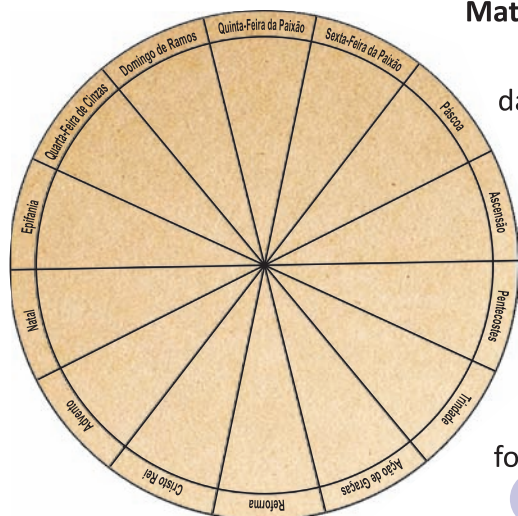 Mat
Quinta-Feira da Paixão
Sexta-Feira da Paixão
Páscoa
Ascensão
Pentecostes
Trindade
Ação de Graças
Reforma
Cristo Rei
Advento
Natal
Epifania
Quarta-Feira de Cinzas
Domingo de Ramos
da
fo